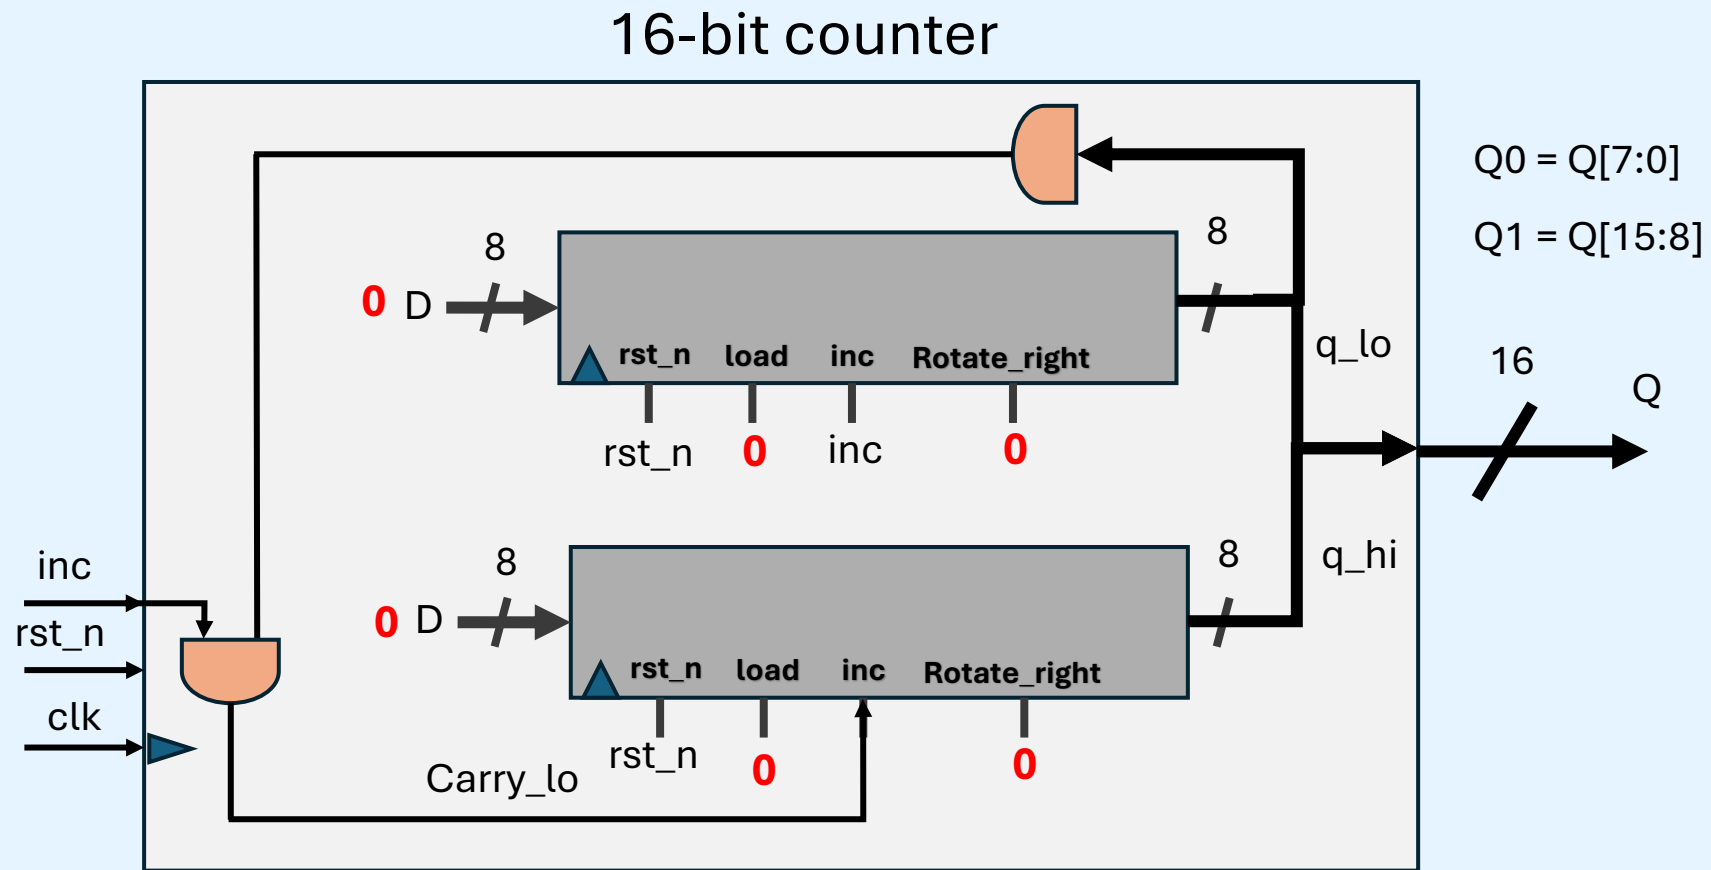 16-bit counter
Q0 = Q[7:0]
Q1 = Q[15:8]
8
8
0 D
rst_n load inc Rotate_right
rst_n 0 inc 0
q_lo
16
Q
inc
rst_n
clk
8
8
q_hi
0 D
rst_n load inc Rotate_right
rst_n 0 0
Carry_lo